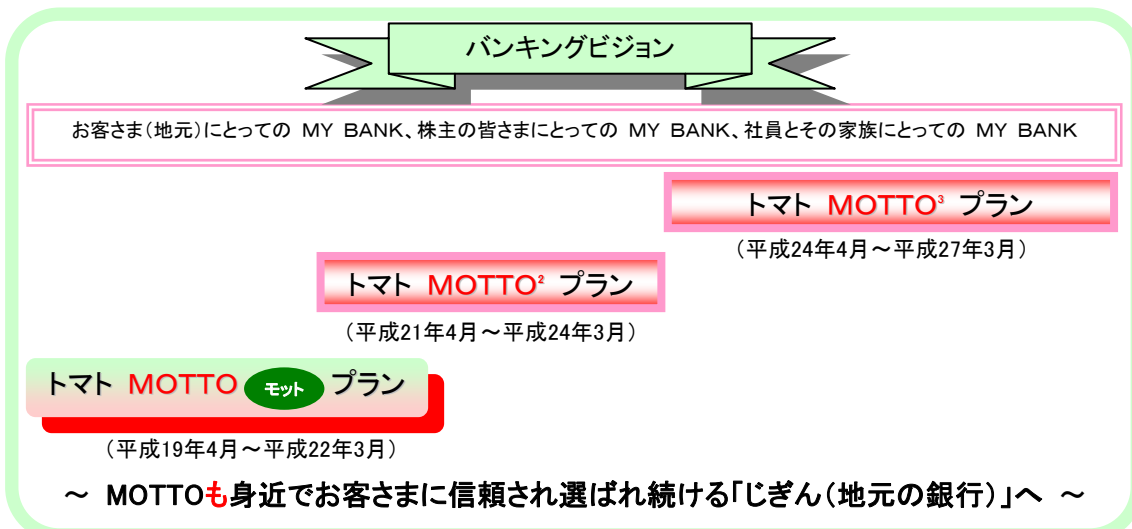 バンキングビジョン
お客さま（地元）にとっての MY BANK、株主の皆さまにとっての MY BANK、社員とその家族にとっての MY BANK
トマト MOTTO³ プラン
（平成24年4月～平成27年3月）
トマト MOTTO² プラン
（平成21年4月～平成24年3月）
トマト MOTTO モット プラン
（平成19年4月～平成22年3月）
～ MOTTOも身近でお客さまに信頼され選ばれ続ける「じぎん（地元の銀行）」へ ～